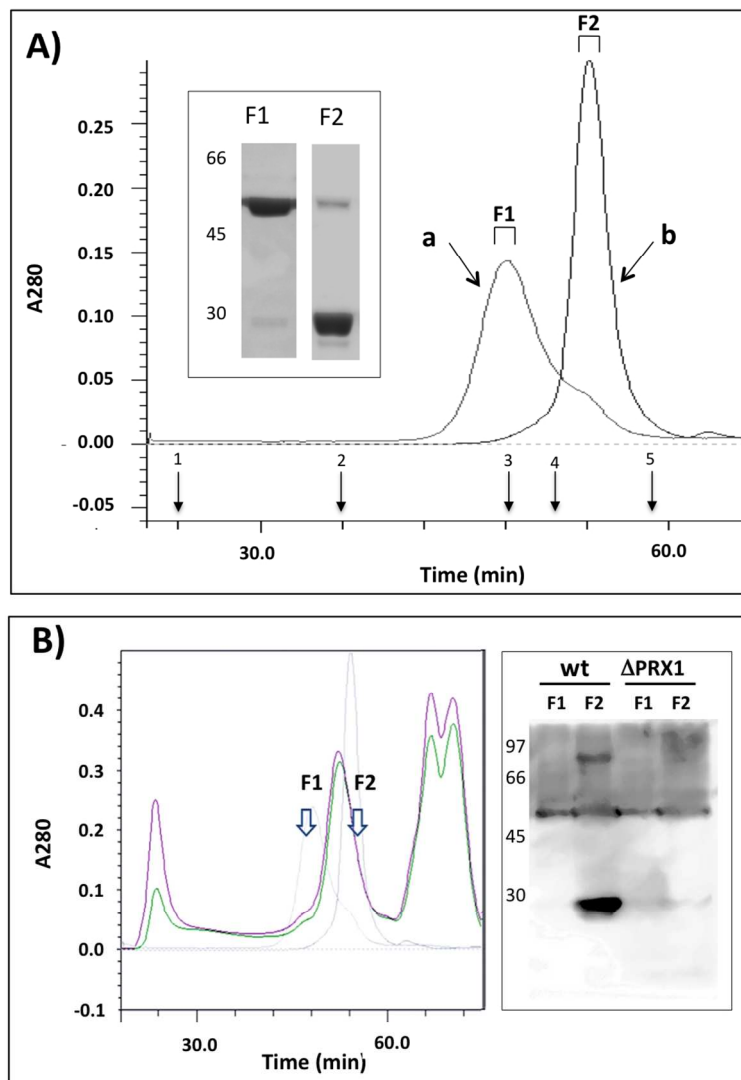 A)
F2
F1
F1 F2
66
45
30
a
b
0.25
0.20
0.15
0.10
0.05
0.00
-0.05
A280
1 2 3 4 5
30.0 60.0
Time (min)
B)
0.4
0.3
0.2
0.1
0.0
-0.1
A280
F1 F2
30.0 60.0
Time (min)
wt ΔPRX1
F1 F2 F1 F2
97
66
45
30